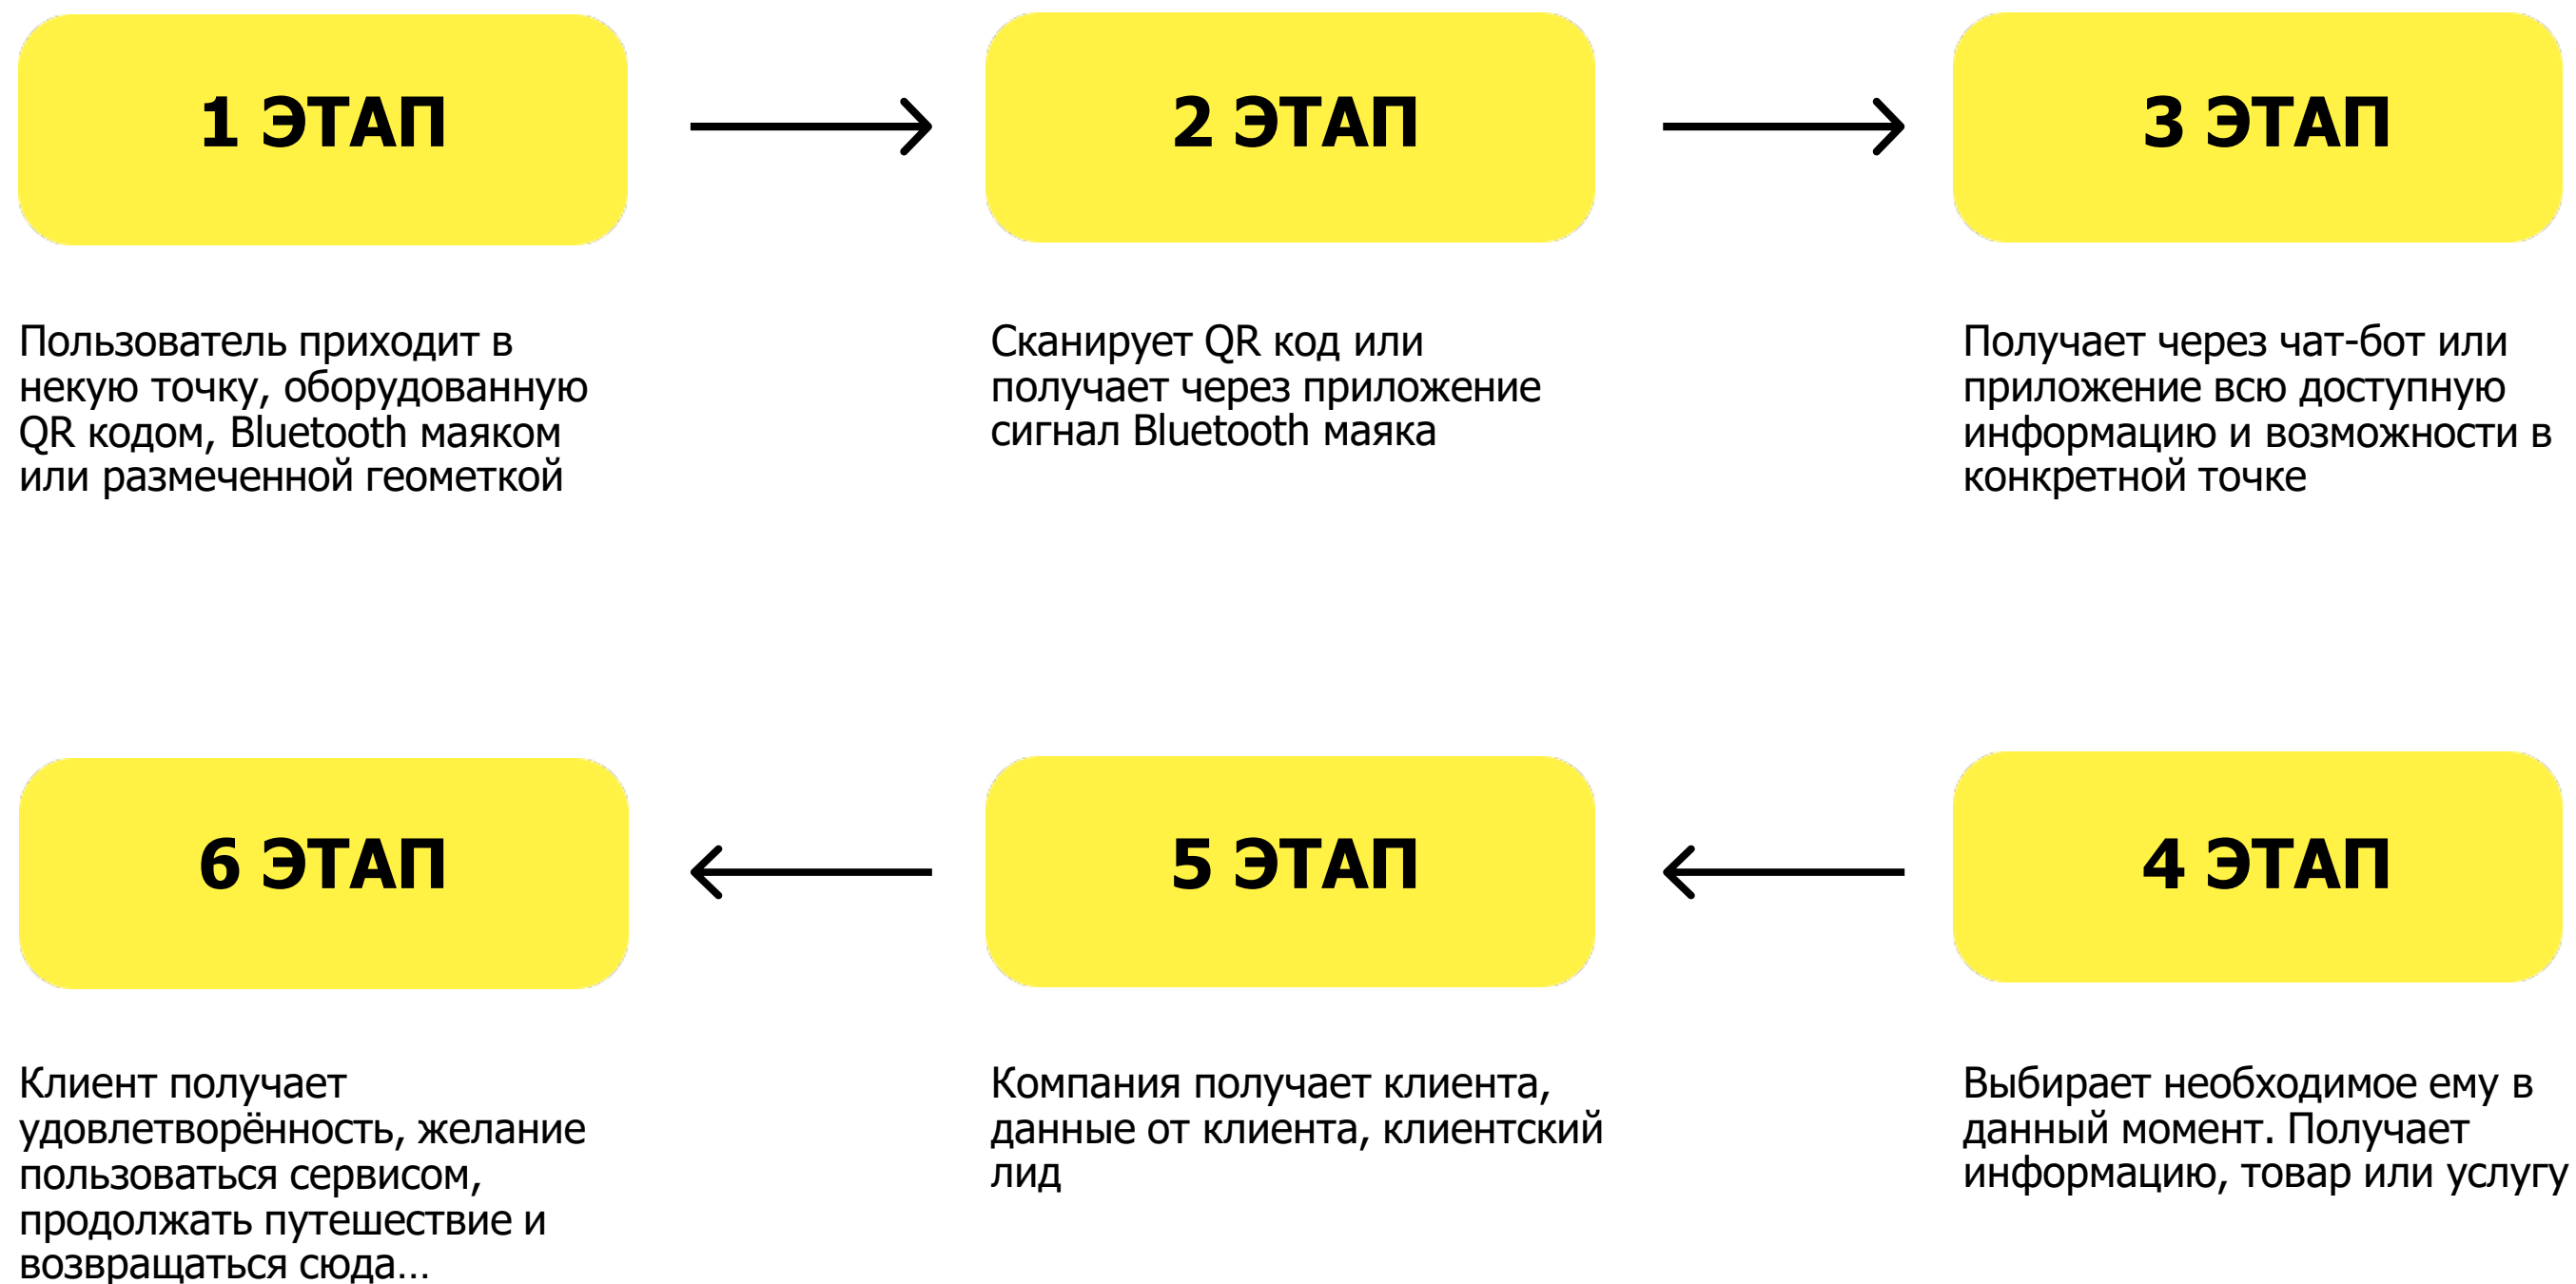 1 ЭТАП
Пользователь приходит в
некую точку, оборудованную
QR кодом, Bluetooth маяком
или размеченной геометкой
2 ЭТАП
Сканирует QR код или
получает через приложение
сигнал Bluetooth маяка
3 ЭТАП
Получает через чат-бот или
приложение всю доступную
информацию и возможности в
конкретной точке
4 ЭТАП
Выбирает необходимое ему в
данный момент. Получает
информацию, товар или услугу
5 ЭТАП
Компания получает клиента,
данные от клиента, клиентский
лид
6 ЭТАП
Клиент получает
удовлетворённость, желание
пользоваться сервисом,
продолжать путешествие и
возвращаться сюда...